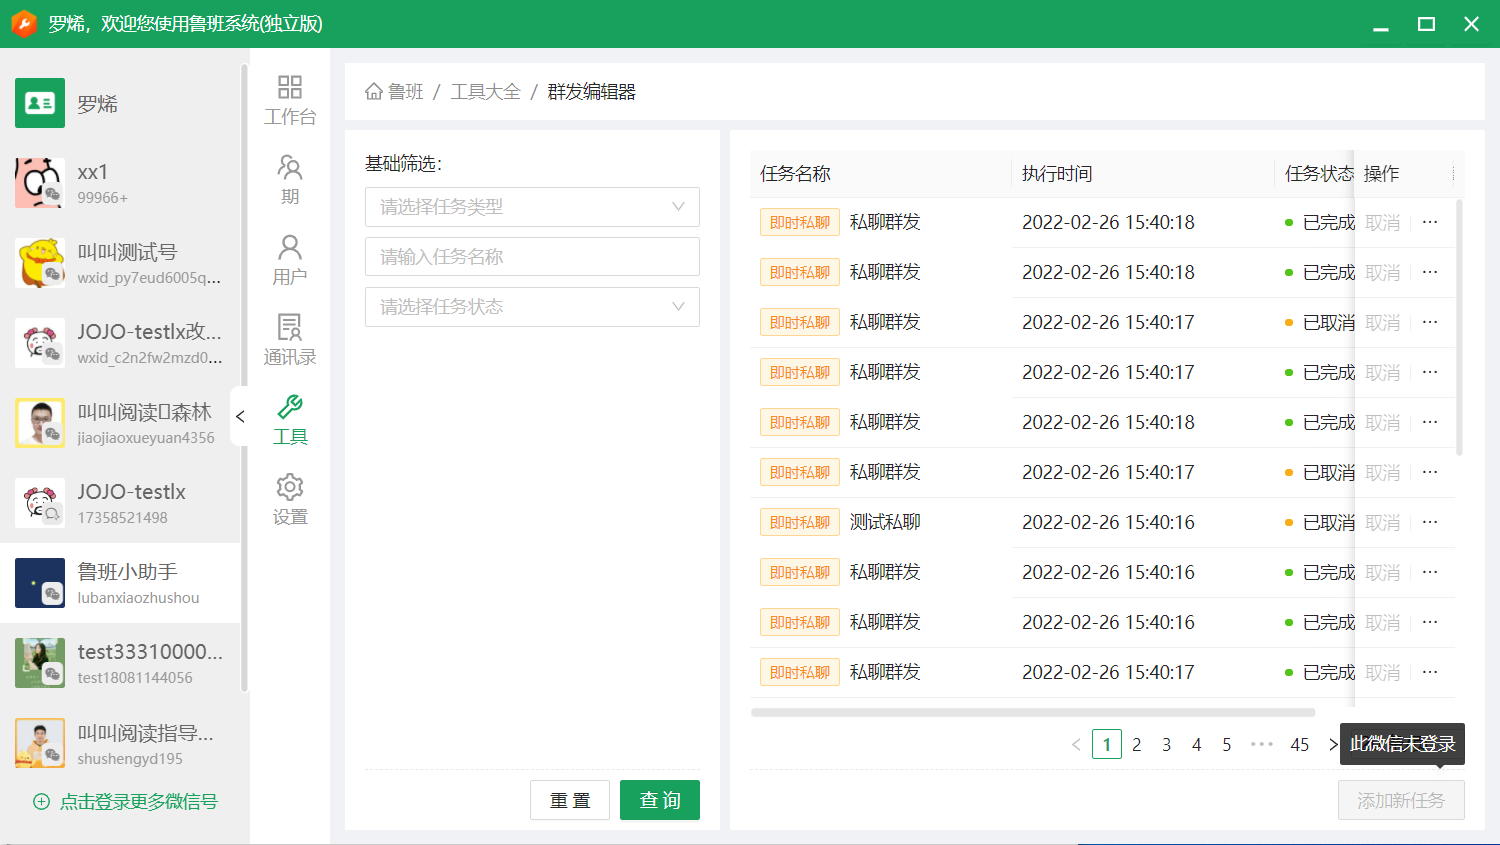 罗烯，欢迎您使用鲁班系统(独立版)
罗烯
xx1
99966+
叫叫测试号
wxid_py7eud6005q...
JOJO-testlx改...
wxid_c2n2fw2mzd0...
叫叫阅读▯森林
jiaojiaoxueyuan4356
JOJO-testlx
17358521498
鲁班小助手
lubanxiaozhushou
test33310000...
test18081144056
叫叫阅读指导...
shushengyd195
点击登录更多微信号
工作台
期
用户
通讯录
工具
设置
鲁班 / 工具大全 / 群发编辑器
基础筛选:
请选择任务类型
请输入任务名称
请选择任务状态
重 置 查 询
任务名称 执行时间 任务状态 操作
即时私聊 私聊群发 2022-02-26 15:40:18 已完成 取消 ···
即时私聊 私聊群发 2022-02-26 15:40:18 已完成 取消 ···
即时私聊 私聊群发 2022-02-26 15:40:17 已取消 取消 ···
即时私聊 私聊群发 2022-02-26 15:40:17 已完成 取消 ···
即时私聊 私聊群发 2022-02-26 15:40:18 已完成 取消 ···
即时私聊 私聊群发 2022-02-26 15:40:17 已取消 取消 ···
即时私聊 测试私聊 2022-02-26 15:40:16 已取消 取消 ···
即时私聊 私聊群发 2022-02-26 15:40:16 已完成 取消 ···
即时私聊 私聊群发 2022-02-26 15:40:16 已完成 取消 ···
即时私聊 私聊群发 2022-02-26 15:40:17 已完成 取消 ···
< 1 2 3 4 5 ··· 45 >
此微信未登录
添加新任务